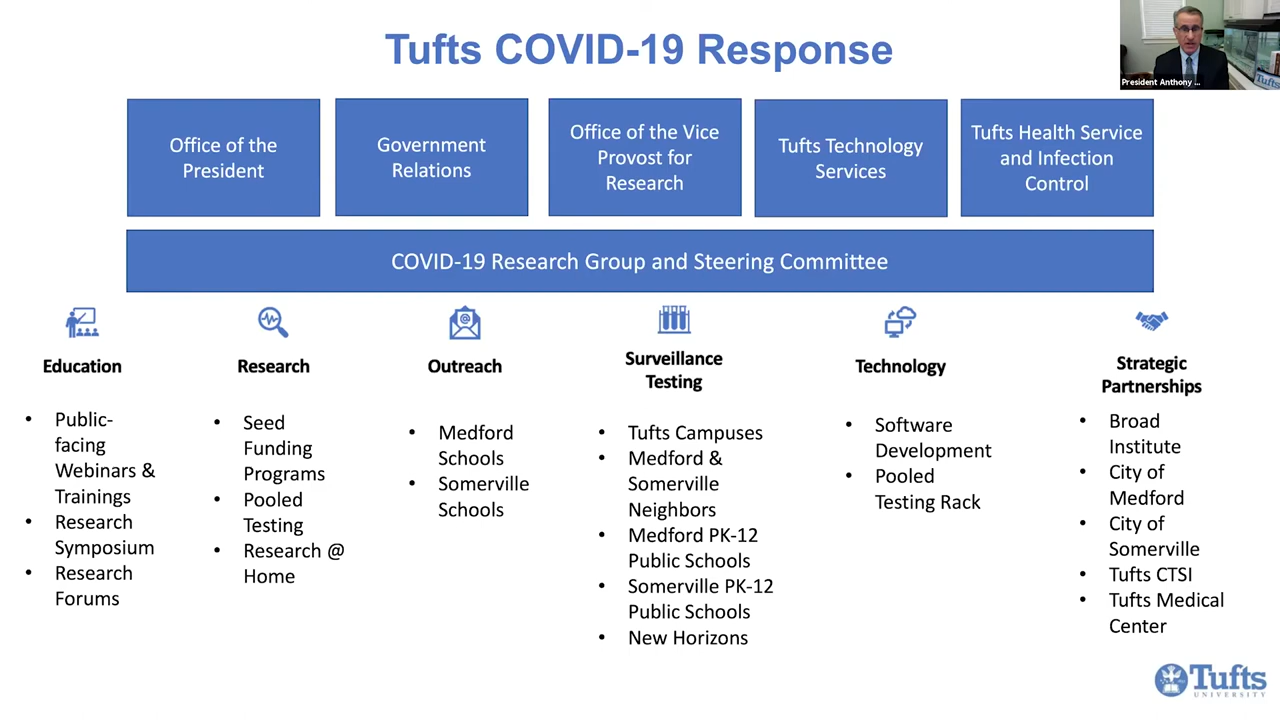 Tufts COVID-19 Response
President Anthony ...
Tufts
Office of the
President
Government
Relations
Office of the Vice
Provost for
Research
Tufts Technology
Services
Tufts Health Service
and Infection
Control
COVID-19 Research Group and Steering Committee
Education
• Public-
facing
Webinars &
Trainings
• Research
Symposium
• Research
Forums
Research
• Seed
Funding
Programs
• Pooled
Testing
• Research @
Home
@
Outreach
• Medford
Schools
• Somerville
Schools
Surveillance
Testing
• Tufts Campuses
• Medford &
Somerville
Neighbors
• Medford PK-12
Public Schools
• Somerville PK-12
Public Schools
• New Horizons
Technology
• Software
Development
• Pooled
Testing Rack
Strategic
Partnerships
• Broad
Institute
• City of
Medford
• City of
Somerville
• Tufts CTSI
• Tufts Medical
Center
Tufts
UNIVERSITY